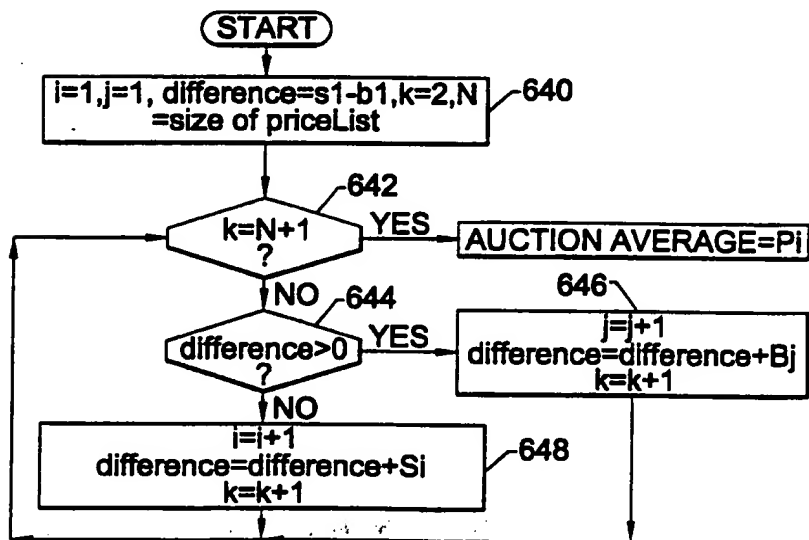 START
i=1,j=1, difference=s1-b1,k=2,N
=size of priceList
640
642
k=N+1
?
YES
AUCTION AVERAGE=Pi
NO
644
646
difference>0
?
YES
j=j+1
difference=difference+Bj
k=k+1
NO
i=i+1
difference=difference+Si
k=k+1
648